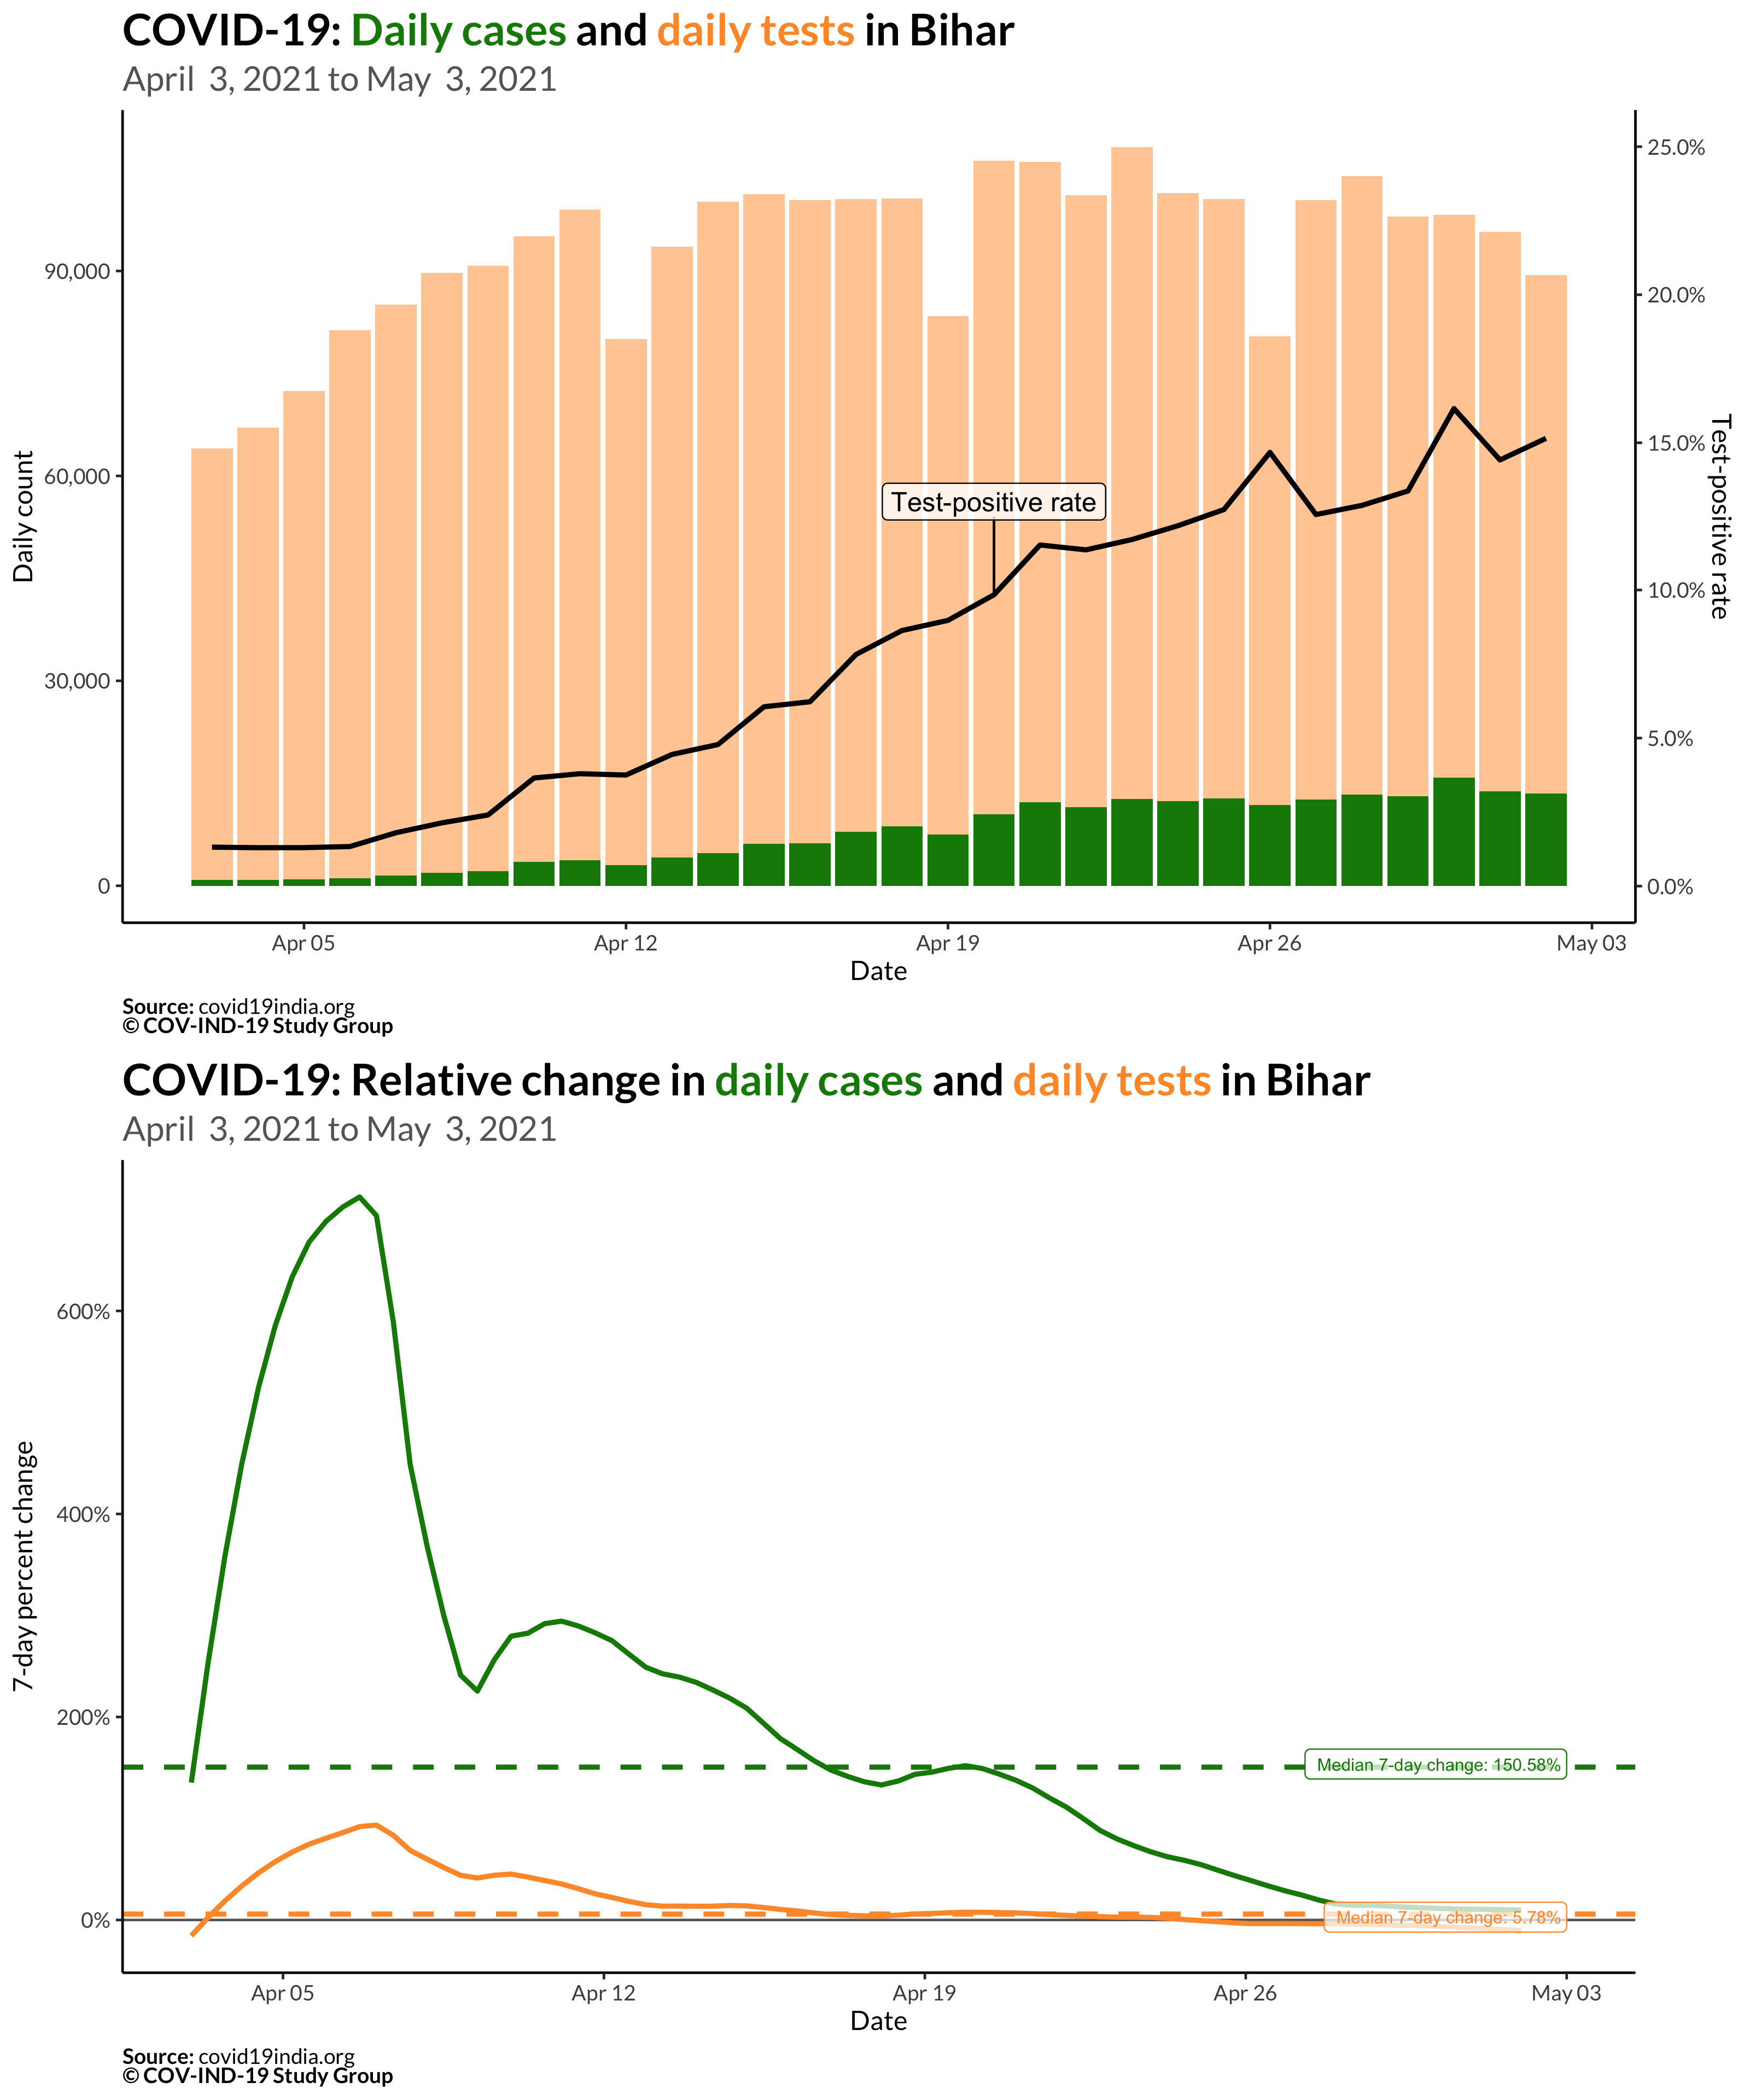 COVID-19: Daily cases and daily tests in Bihar
April 3, 2021 to May 3, 2021
25.0%
20.0%
15.0%
10.0%
5.0%
0.0%
Test-positive rate
90,000
60,000
30,000
0
Daily count
Test-positive rate
Apr 05 Apr 12 Apr 19 Apr 26 May 03
Date
Source: covid19india.org
© COV-IND-19 Study Group
COVID-19: Relative change in daily cases and daily tests in Bihar
April 3, 2021 to May 3, 2021
600%
400%
200%
0%
7-day percent change
Median 7-day change: 150.58%
Median 7-day change: 5.78%
Apr 05 Apr 12 Apr 19 Apr 26 May 03
Date
Source: covid19india.org
© COV-IND-19 Study Group